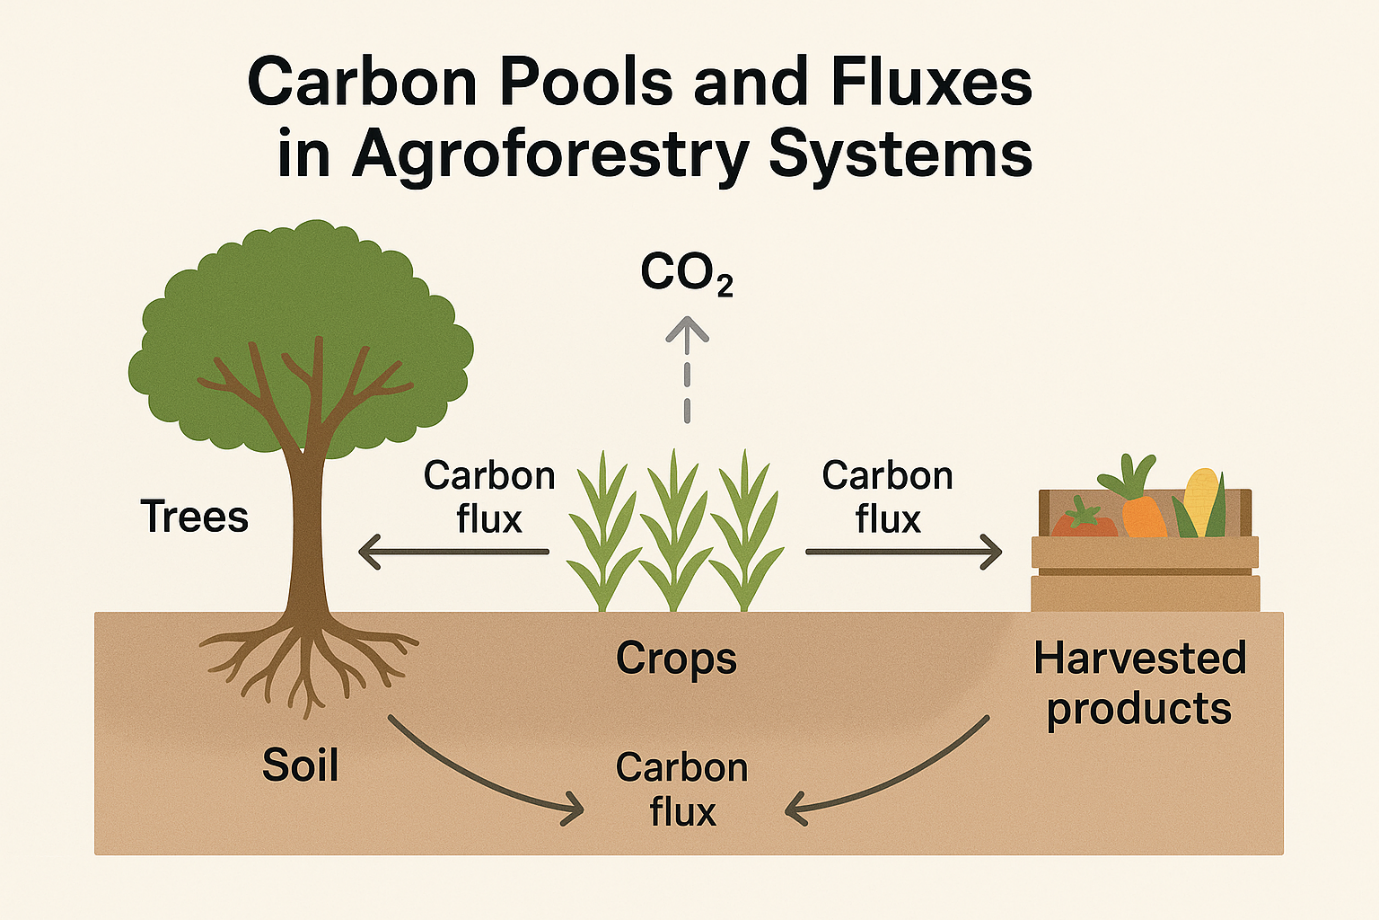 Carbon Pools and Fluxes
in Agroforestry Systems
CO₂
Carbon
flux
Carbon
flux
Trees
Crops
Harvested
products
Soil
Carbon
flux